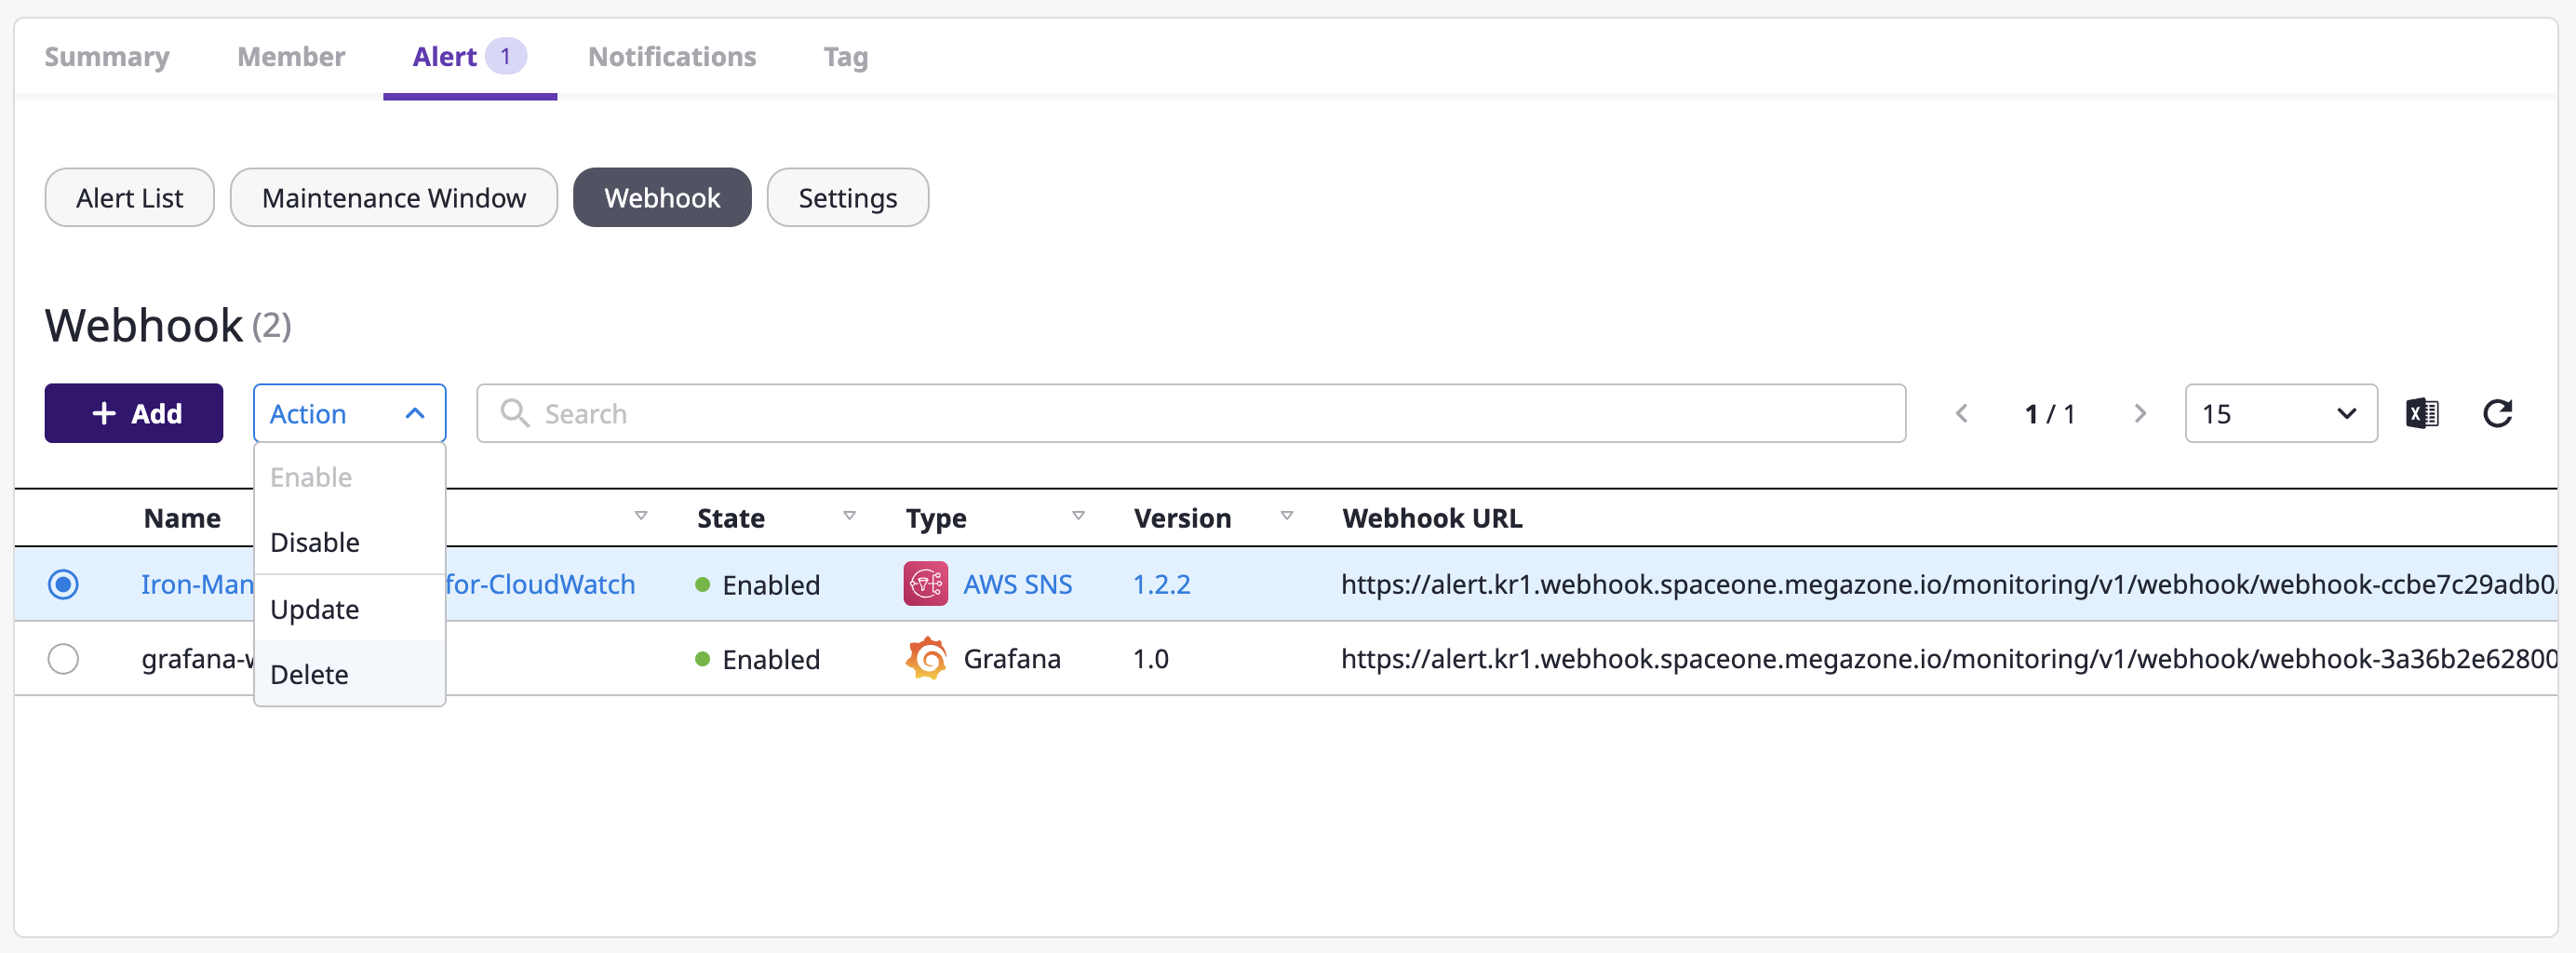 Summary Member Alert 1 Notifications Tag
Alert List Maintenance Window Webhook Settings
Webhook (2)
+ Add Action Search 1 / 1 15
Enable
Disable
Update
Delete
Name State Type Version Webhook URL
Iron-Man for-CloudWatch Enabled AWS SNS 1.2.2 https://alert.kr1.webhook.spaceone.megazone.io/monitoring/v1/webhook/webhook-ccbe7c29adb0
grafana- Enabled Grafana 1.0 https://alert.kr1.webhook.spaceone.megazone.io/monitoring/v1/webhook/webhook-3a36b2e62800